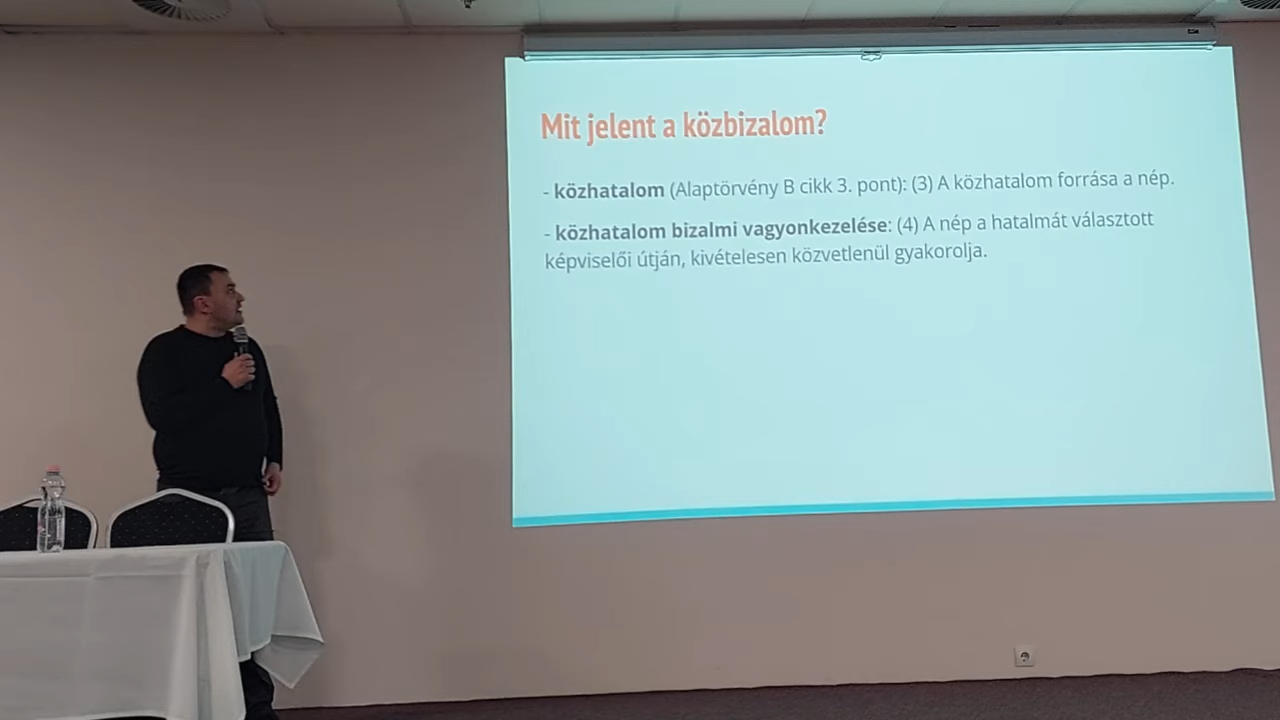 Mit jelent a közbizalom?
- közhatalom (Alaptörvény B cikk 3. pont): (3) A közhatalom forrása a nép.
- közhatalom bizalmi vagyonkezelése: (4) A nép a hatalmát választott
képviselői útján, kivételesen közvetlenül gyakorolja.